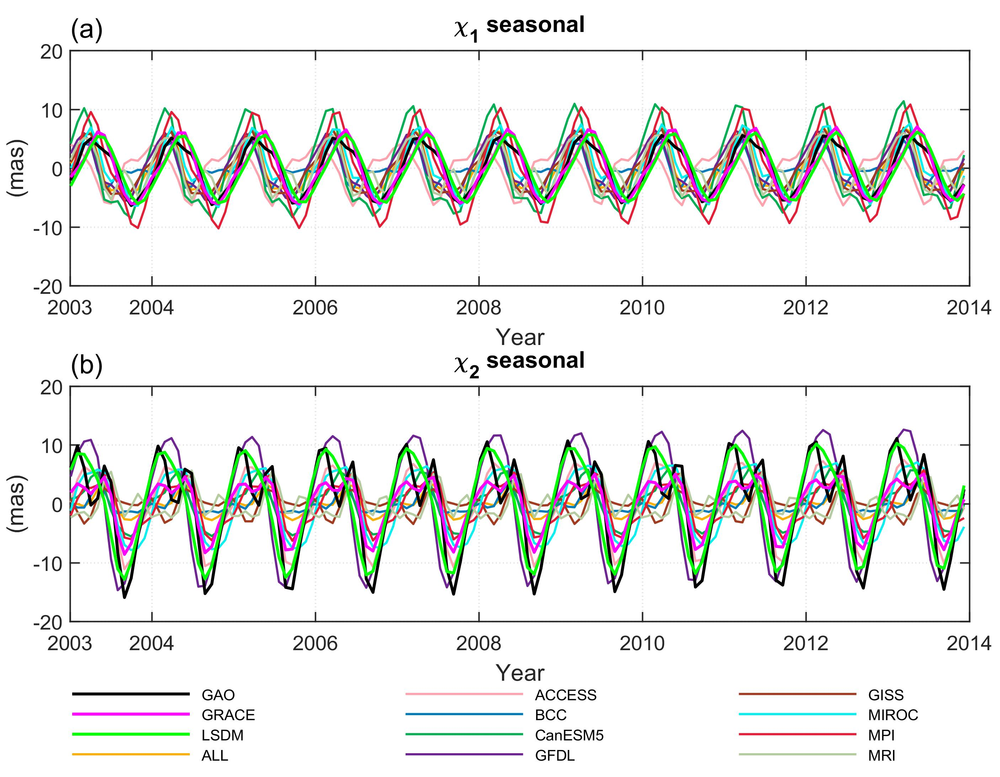 (a)
χ1 seasonal
20
10
0
-10
-20
(mas)
2003 2004 2006 2008 2010 2012 2014
Year
(b)
χ2 seasonal
20
10
0
-10
-20
(mas)
2003 2004 2006 2008 2010 2012 2014
Year
GAO ACCESS GISS
GRACE BCC MIROC
LSDM CanESM5 MPI
ALL GFDL MRI